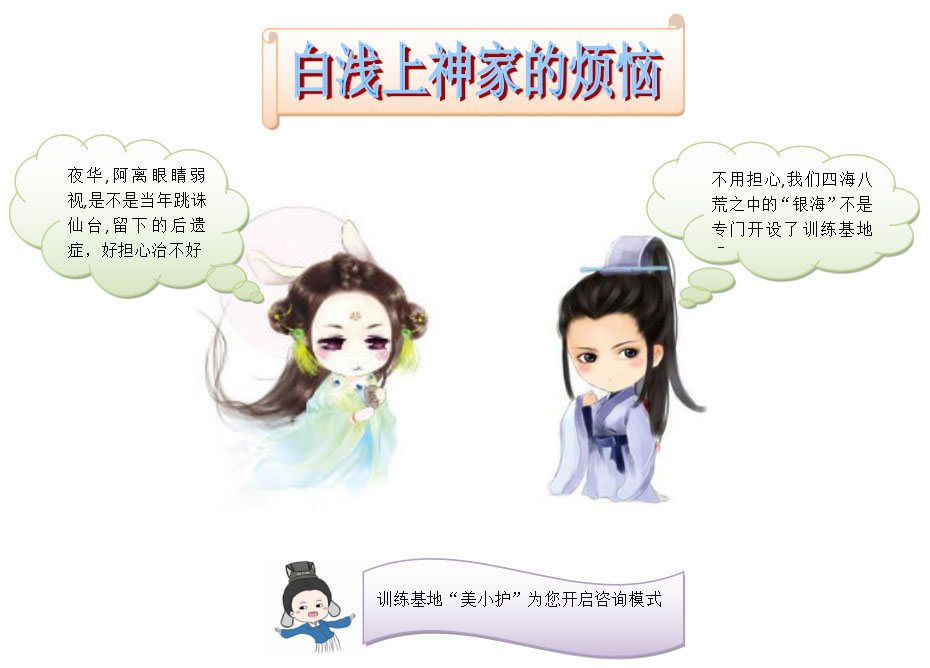 白浅上神家的烦恼
夜华,阿离眼睛弱
视,是不是当年跳诛
仙台,留下的后遗
症，好担心治不好
不用担心,我们四海八
荒之中的“银海”不是
专门开设了训练基地
训练基地“美小护”为您开启咨询模式